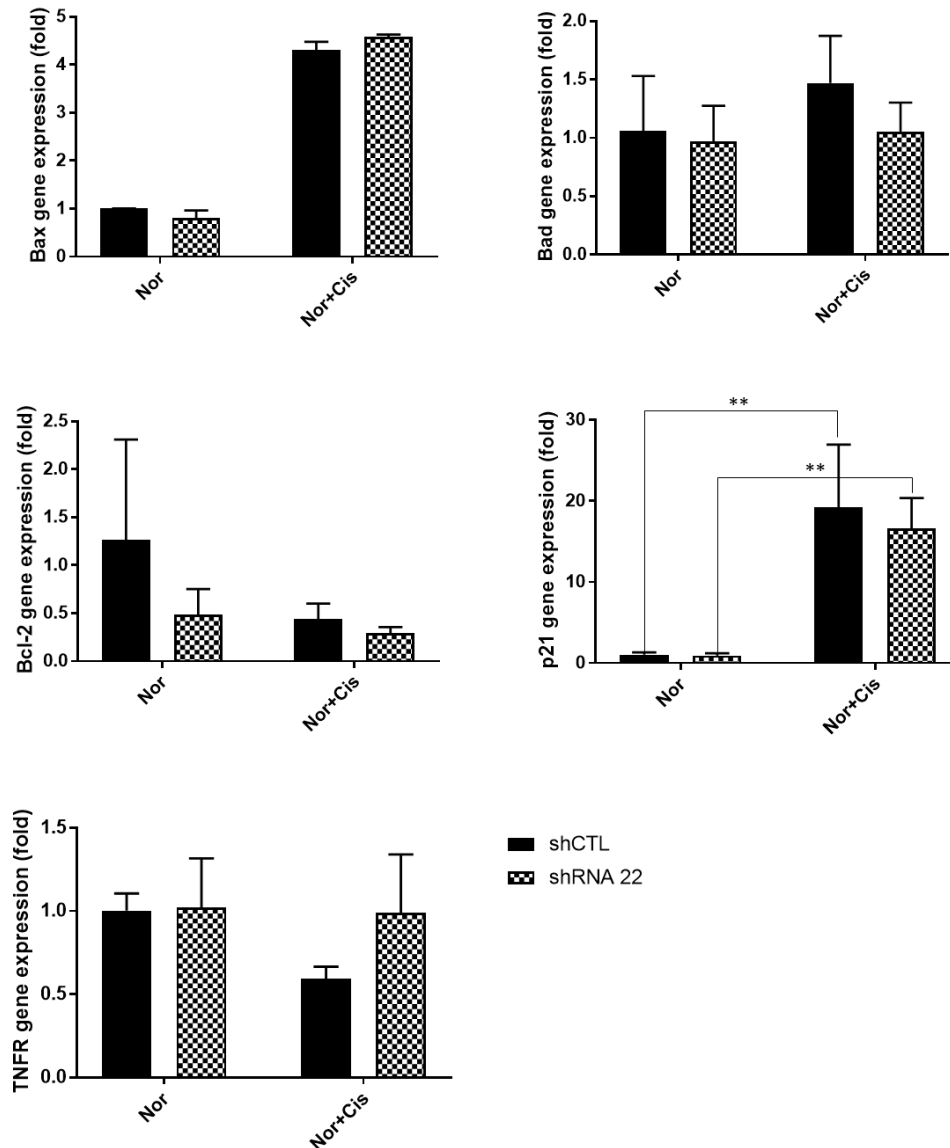 Bax gene expression (fold)
5
4
3
2
1
0
Nor
Nor+Cis
Bad gene expression (fold)
2.0
1.5
1.0
0.5
0.0
Nor
Nor+Cis
Bcl-2 gene expression (fold)
2.5
2.0
1.5
1.0
0.5
0.0
Nor
Nor+Cis
p21 gene expression (fold)
30
20
10
0
**
**
Nor
Nor+Cis
TNFR gene expression (fold)
1.5
1.0
0.5
0.0
Nor
Nor+Cis
shCTL
shRNA 22